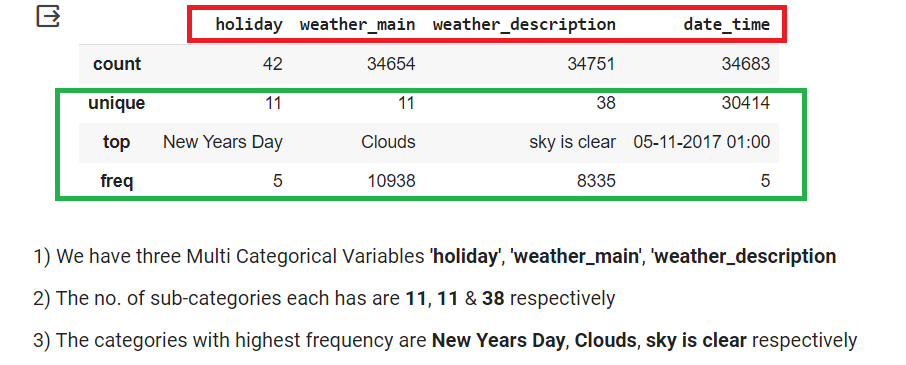 holiday weather_main weather_description date_time
count 42 34654 34751 34683
unique 11 11 38 30414
top New Years Day Clouds sky is clear 05-11-2017 01:00
freq 5 10938 8335 5
1) We have three Multi Categorical Variables 'holiday', 'weather_main', 'weather_description
2) The no. of sub-categories each has are 11, 11 & 38 respectively
3) The categories with highest frequency are New Years Day, Clouds, sky is clear respectively